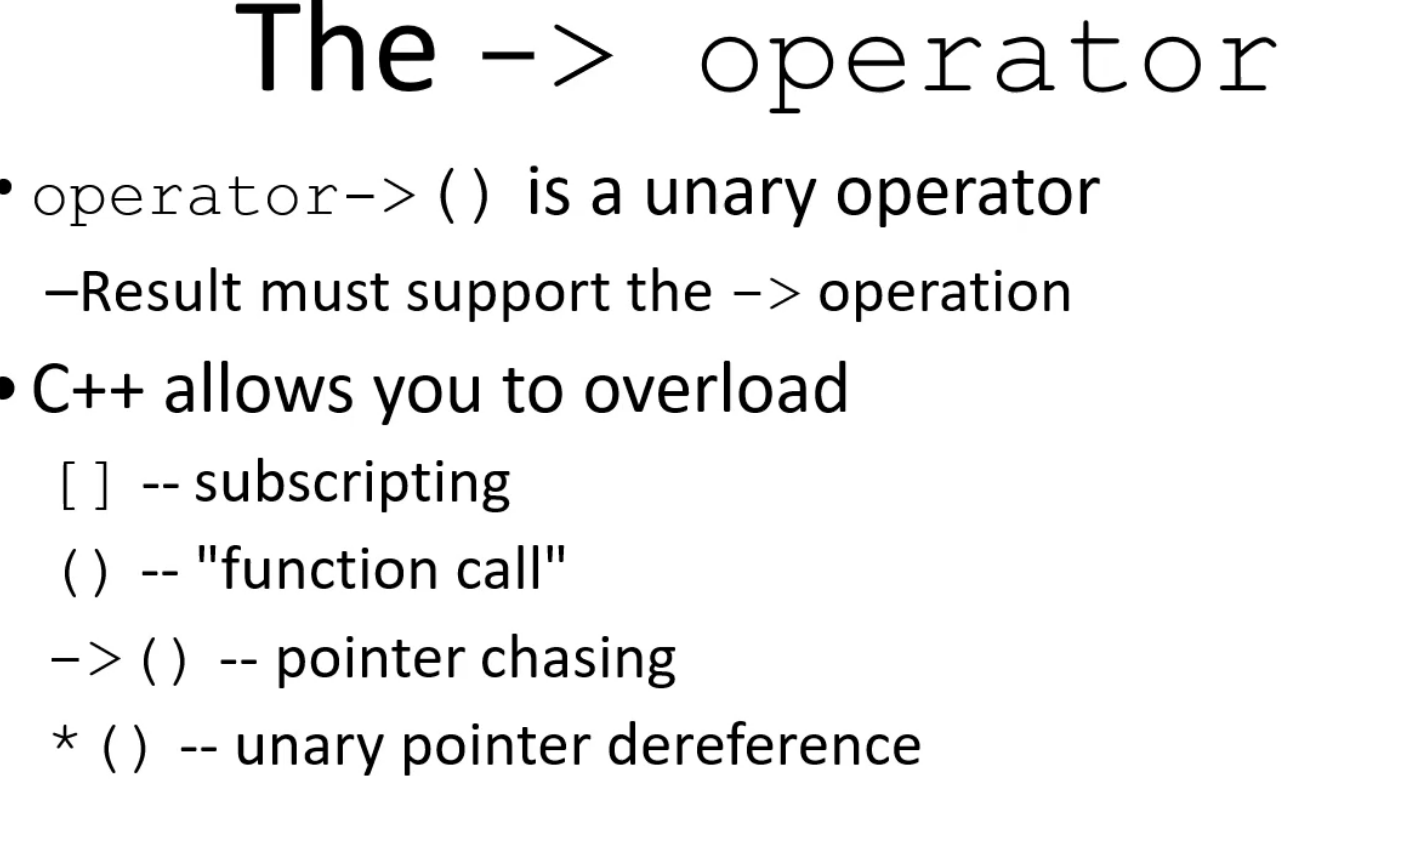 The -> operator
• operator->() is a unary operator
–Result must support the -> operation
• C++ allows you to overload
[] -- subscripting
() -- "function call"
->() -- pointer chasing
*() -- unary pointer dereference